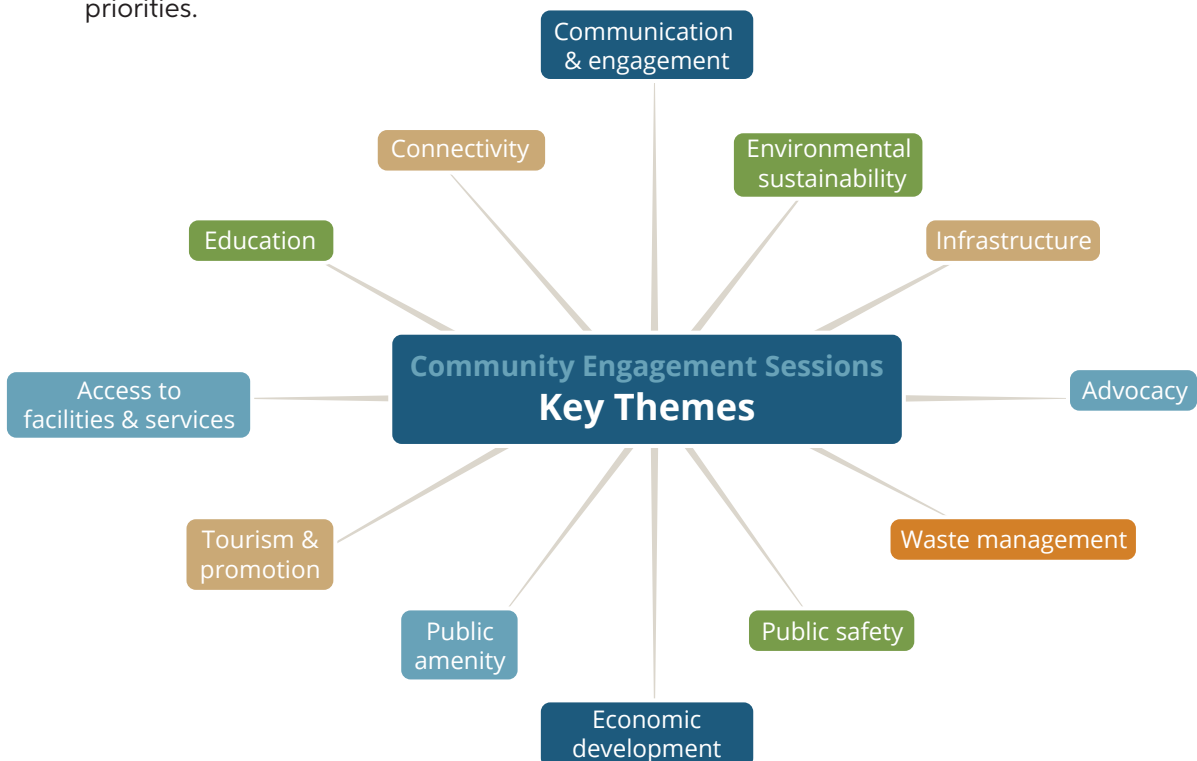 priorities.
Communication
& engagement
Connectivity
Environmental
sustainability
Education
Infrastructure
Community Engagement Sessions
Key Themes
Access to
facilities & services
Advocacy
Tourism &
promotion
Waste management
Public
amenity
Public safety
Economic
development